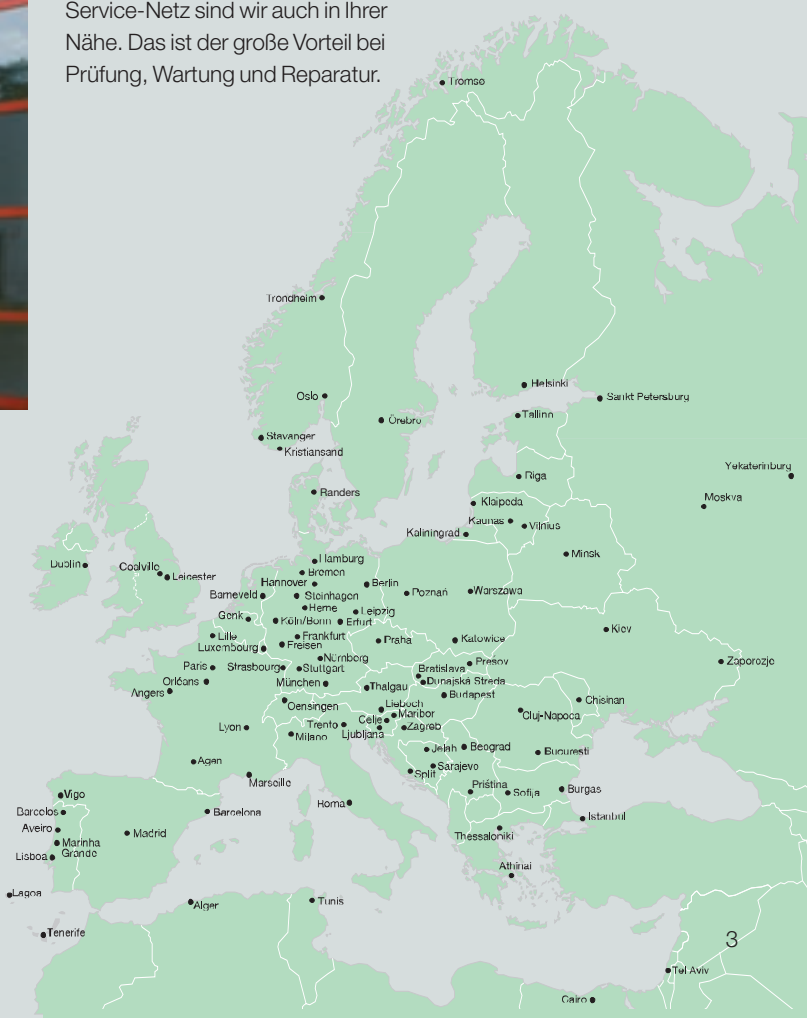 Service-Netz sind wir auch in Ihrer
Nähe. Das ist der große Vorteil bei
Prüfung, Wartung und Reparatur.
Tromsø
Trondheim
Helsinki
Oslo
Sankt Petersburg
Tallinn
Örebro
Stavanger
Kristiansand
Yekaterinburg
Riga
Randers
Moskva
Klaipeda
Kaunas
Vilnius
Kaliningrad
Minsk
Hamburg
Dublin
Coalville
Leicester
Bremen
Hannover
Berlin
Barneveld
Steinhagen
Poznań
Warszawa
Herne
Leipzig
Genk
Köln/Bonn
Erfurt
Kiev
Lille
Frankfurt
Praha
Katowice
Luxembourg
Freisen
Nürnberg
Presov
Zaporozje
Paris
Strasbourg
Stuttgart
Bratislava
Orléans
München
Dunajská Streda
Angers
Thalgau
Budapest
Oensingen
Lieboch
Chisinan
Maribor
Cluj-Napoca
Celje
Lyon
Trento
Ljubljana
Zagreb
Milano
Jelah
Beograd
Bucuresti
Agen
Sarajevo
Split
Marseille
Priština
Sofija
Burgas
Vigo
Roma
Barcelos
Barcelona
Istanbul
Aveiro
Madrid
Marinha
Grande
Thessaloniki
Lisboa
Athinai
Lagoa
Alger
Tunis
Tenerife
3
Tel Aviv
Cairo